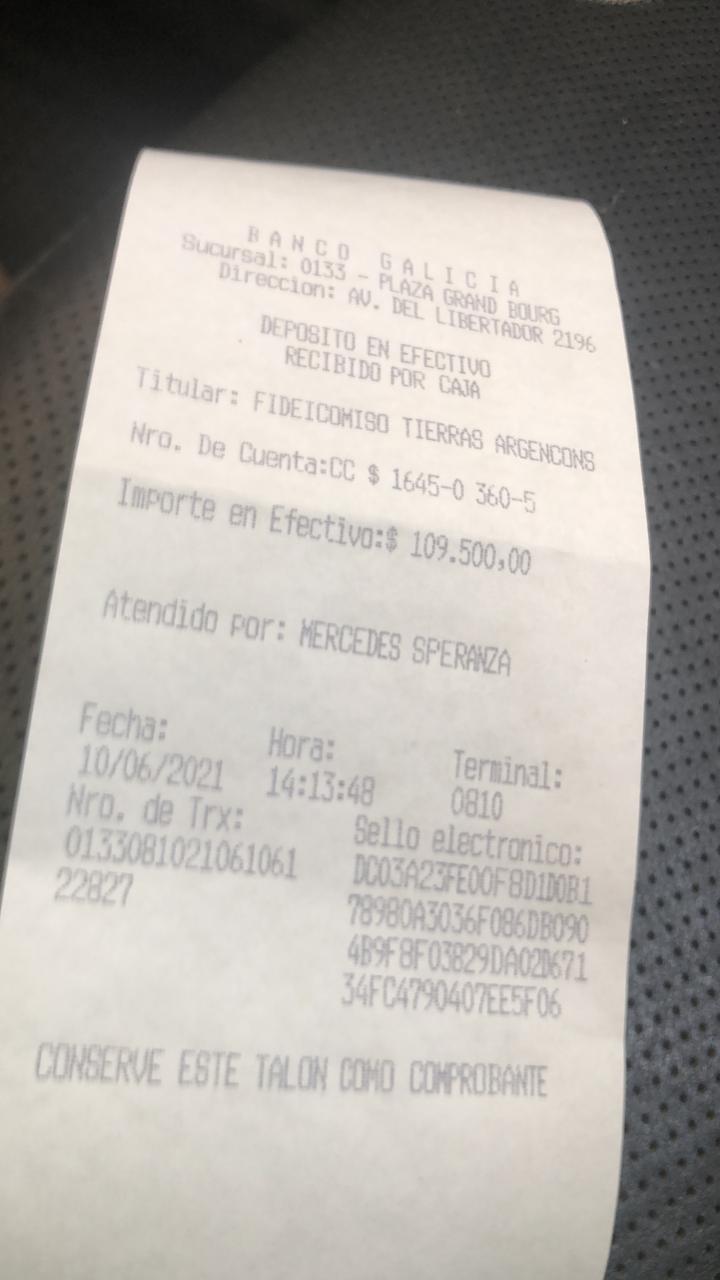 BANCO GALICIA
Sucursal: 0133 - PLAZA GRAND BOURG
Direccion: AV. DEL LIBERTADOR 2196
DEPOSITO EN EFECTIVO
RECIBIDO POR CAJA
Titular: FIDEICOMISO TIERRAS ARGENCONS
Nro. De Cuenta:CC $ 1645-0 360-5
Importe en Efectivo:$ 109.500,00
Atendido por: MERCEDES SPERANZA
Fecha: Hora: Terminal:
10/06/2021 14:13:48 0810
Nro. de Trx: Sello electronico:
0133081021061061 DC03A23FE00F8D1D0B1
22827 78980A3036F086DB090
4B9F8F03829DA02D671
34FC4790407EE5F06
CONSERVE ESTE TALON COMO COMPROBANTE